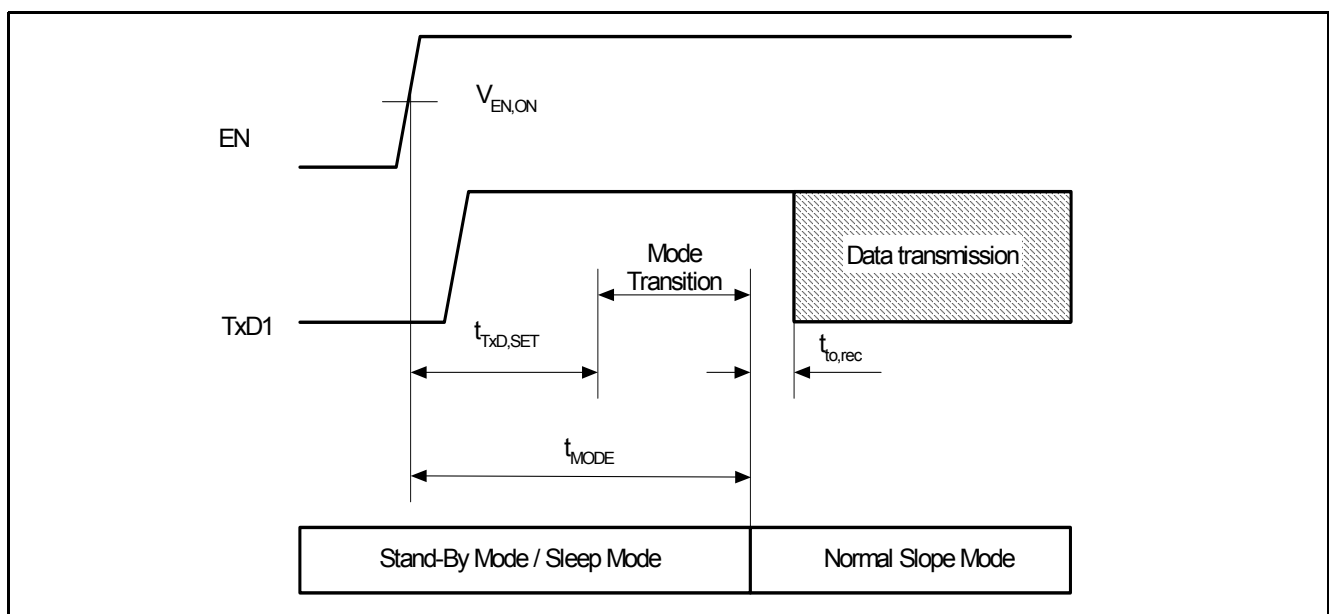 V_EN,ON
EN
Mode
Transition
Data transmission
TxD1
t_TxD,SET
t_to,rec
t_MODE
Stand-By Mode / Sleep Mode
Normal Slope Mode